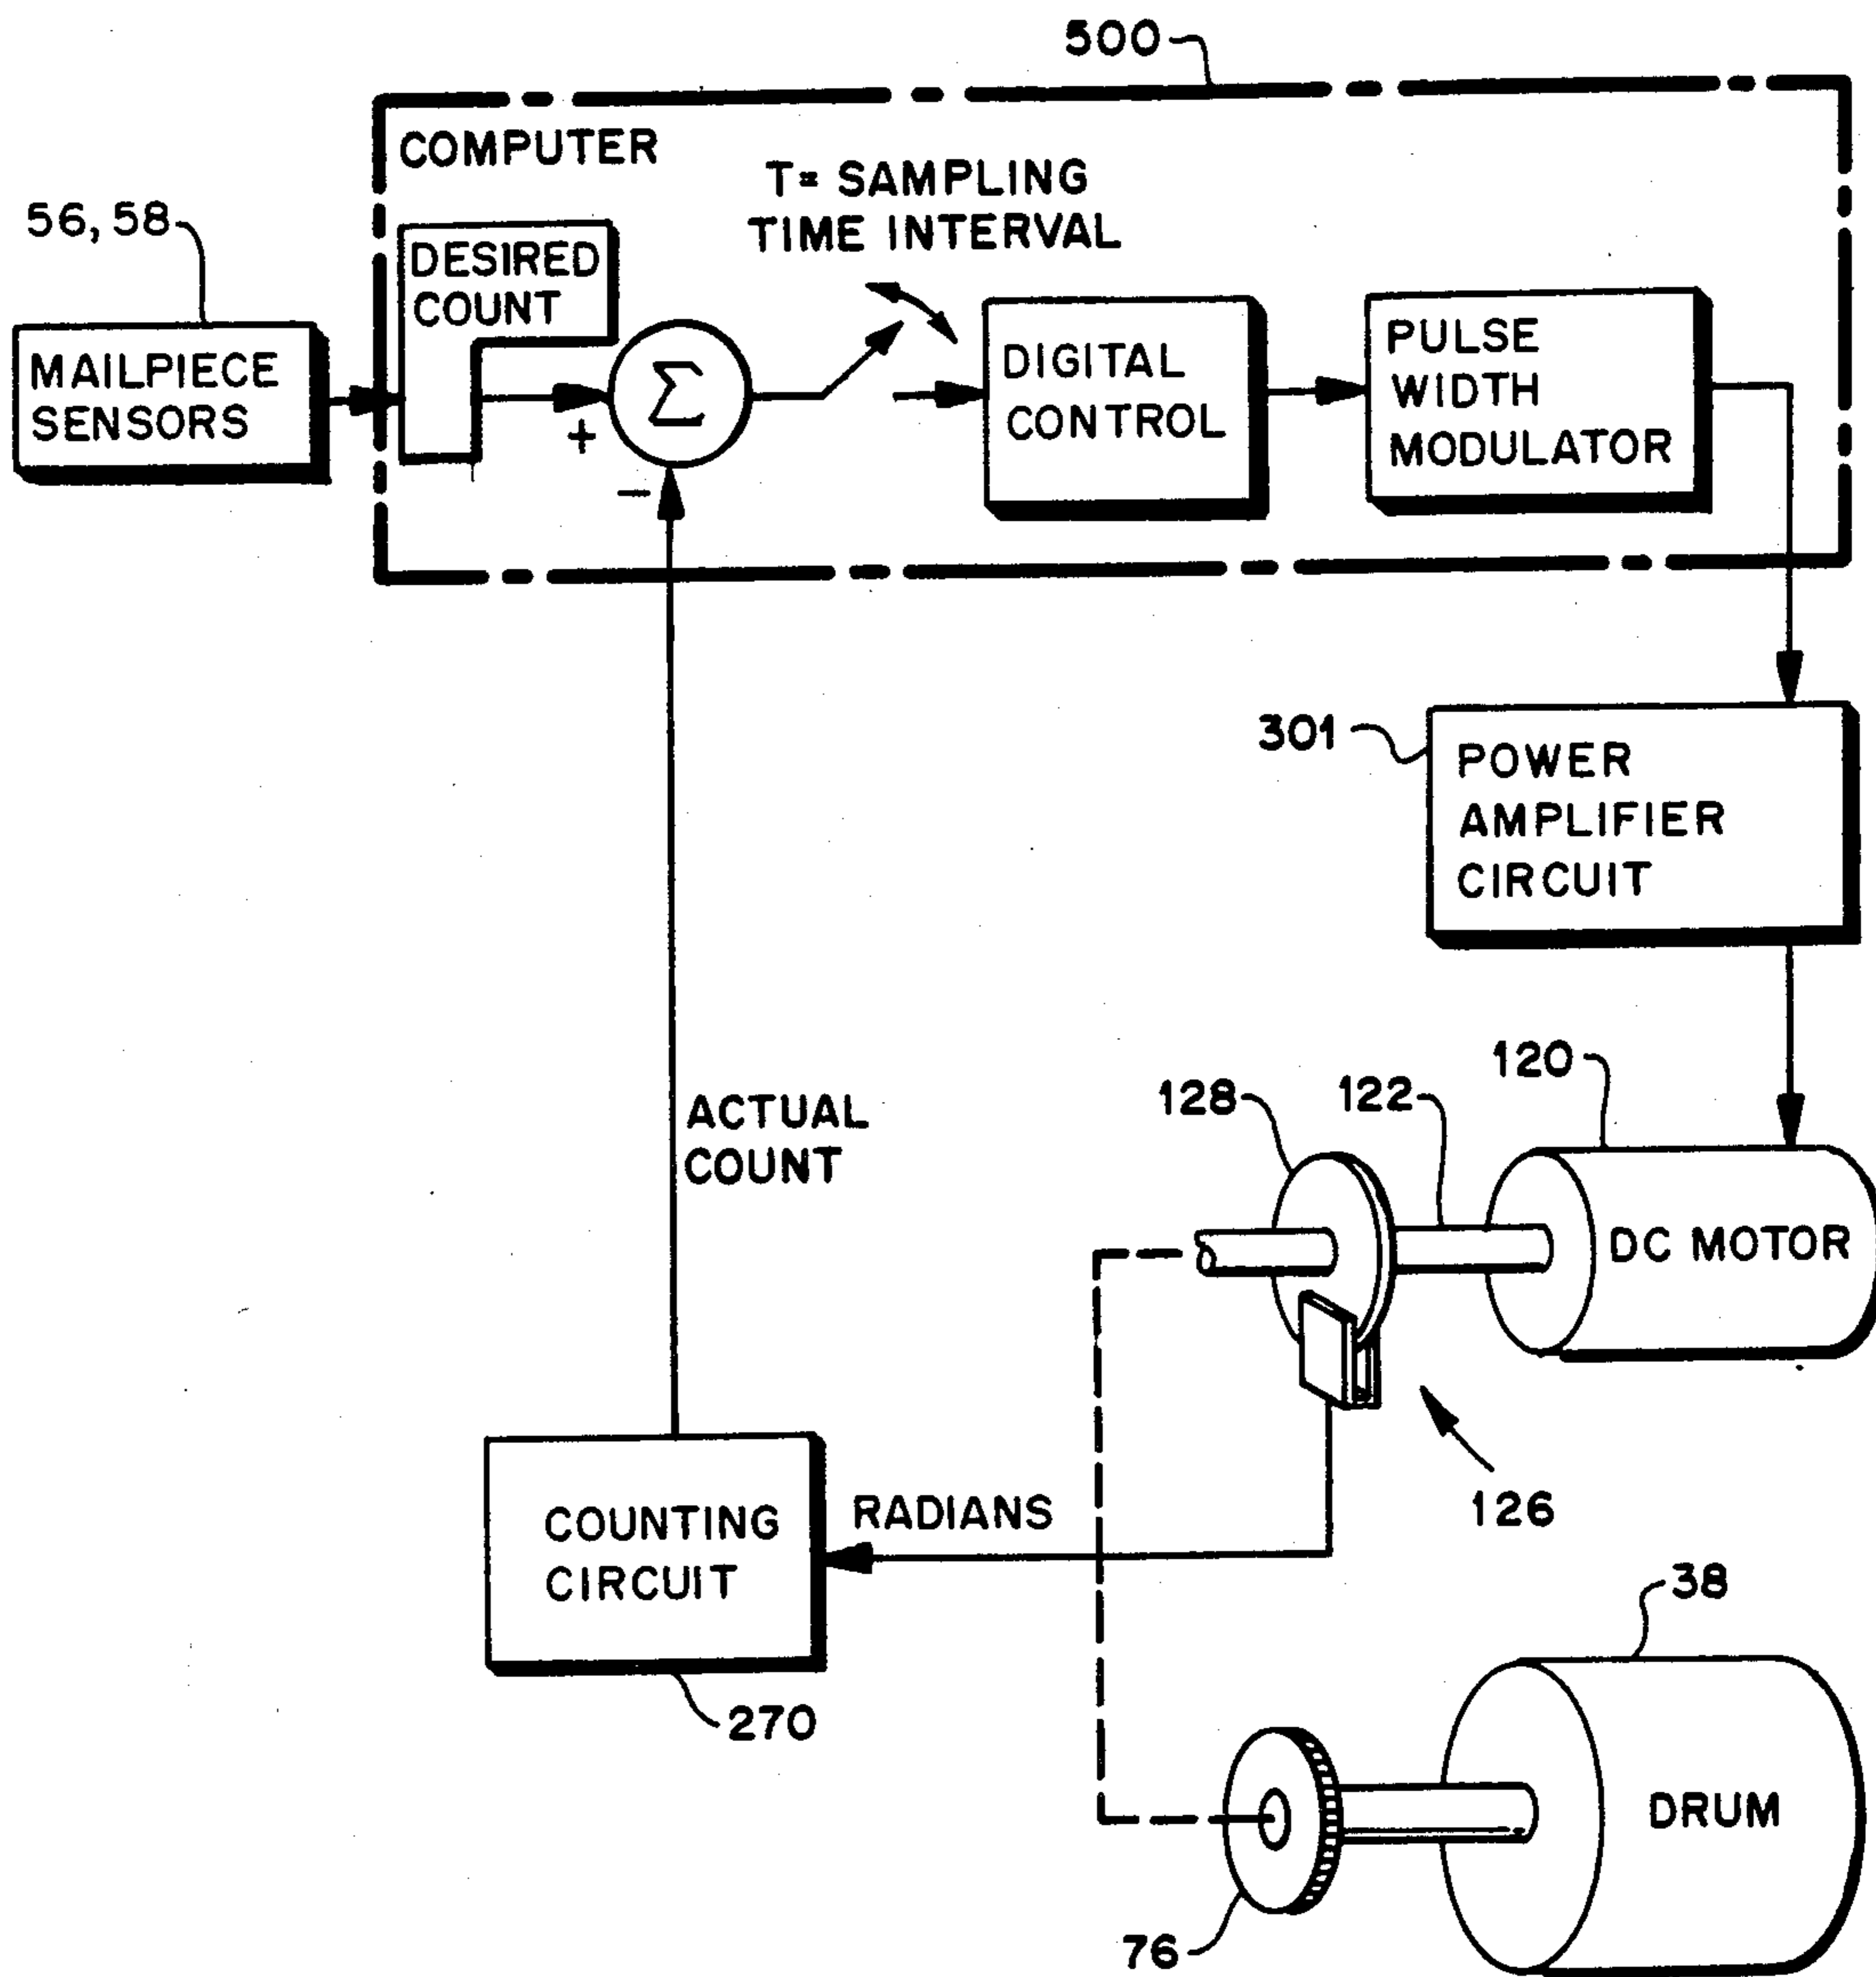 500
COMPUTER
T= SAMPLING
TIME INTERVAL
56, 58
DESIRED
COUNT
MAILPIECE
SENSORS
+
Σ
−
DIGITAL
CONTROL
PULSE
WIDTH
MODULATOR
301
POWER
AMPLIFIER
CIRCUIT
ACTUAL
COUNT
128
122
120
DC MOTOR
126
RADIANS
COUNTING
CIRCUIT
270
38
DRUM
76